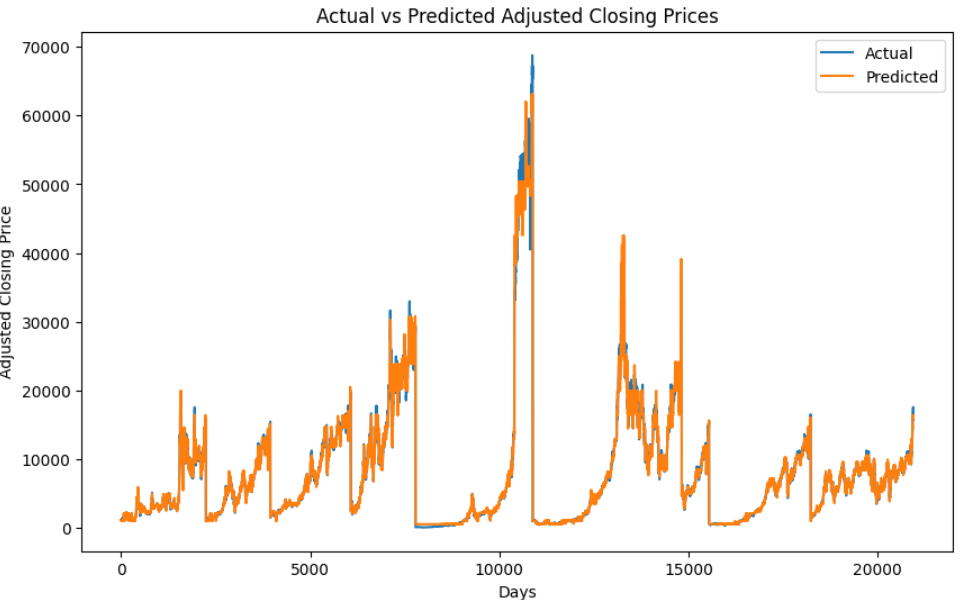 Actual vs Predicted Adjusted Closing Prices
Actual
Predicted
Adjusted Closing Price
70000
60000
50000
40000
30000
20000
10000
0
0 5000 10000 15000 20000
Days